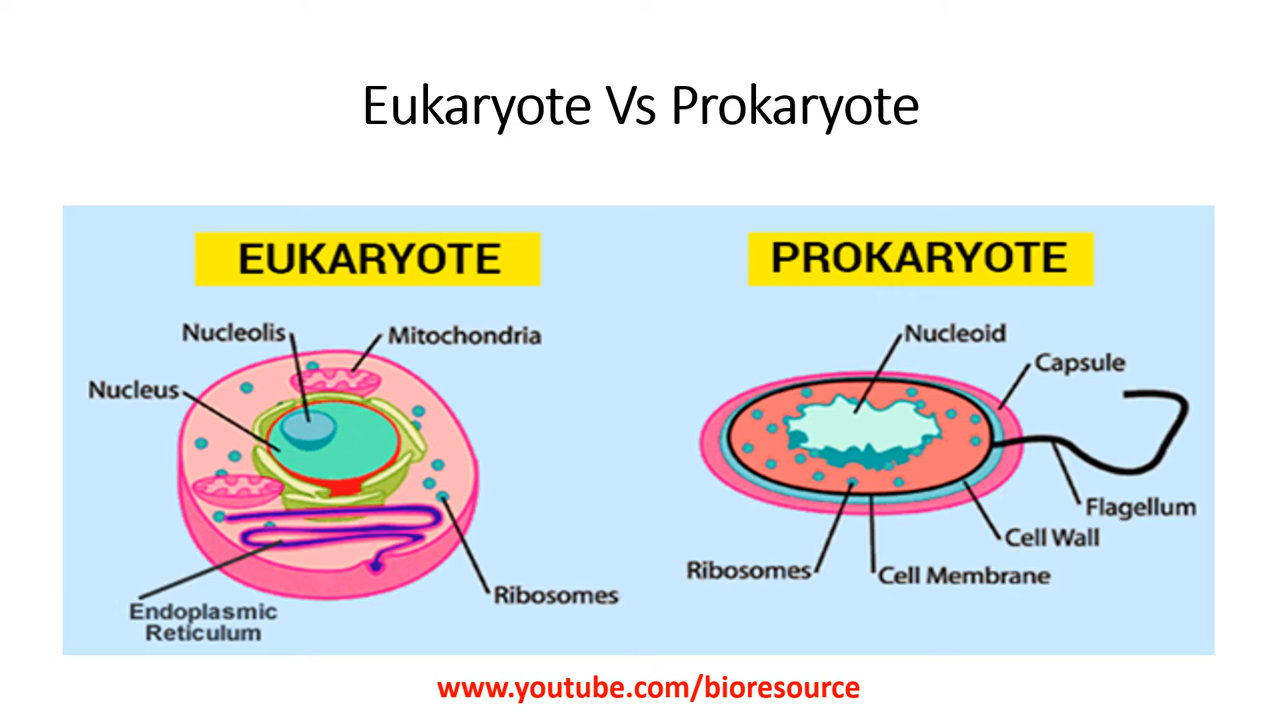 Eukaryote Vs Prokaryote
EUKARYOTE
Nucleolis
Mitochondria
Nucleus
Ribosomes
Endoplasmic
Reticulum
PROKARYOTE
Nucleoid
Capsule
Flagellum
Cell Wall
Ribosomes
Cell Membrane
www.youtube.com/bioresource